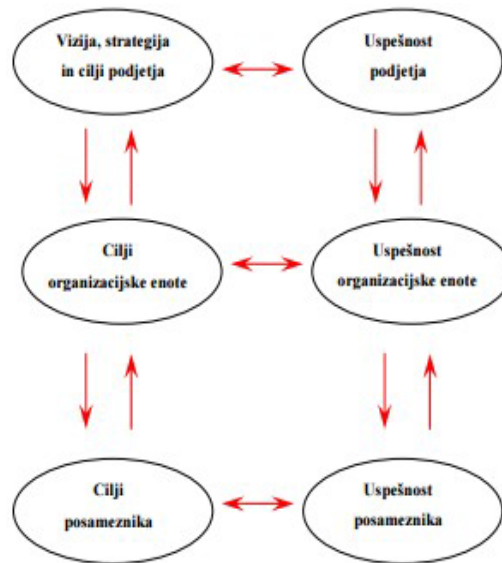 Vizija, strategija
in cilji podjetja
Uspešnost
podjetja
Cilji
organizacijske enote
Uspešnost
organizacijske enote
Cilji
posameznika
Uspešnost
posameznika